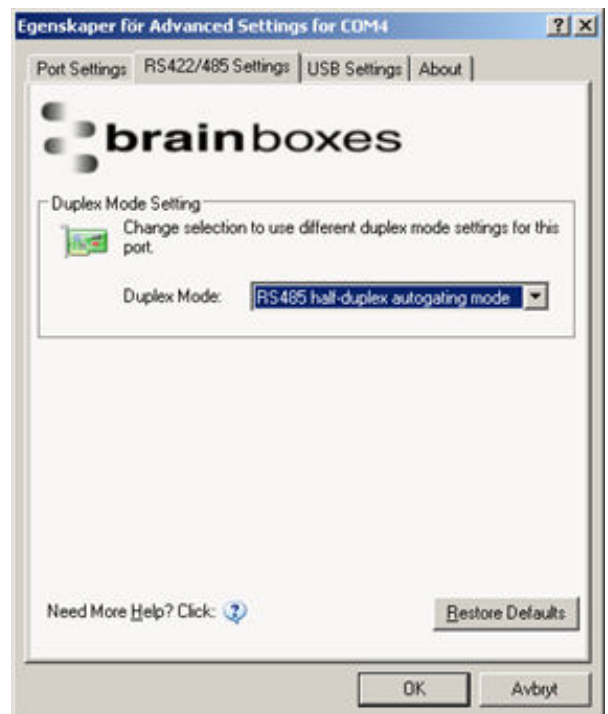 Egenskaper för Advanced Settings for COM4
Port Settings RS422/485 Settings USB Settings About
brainboxes
Duplex Mode Setting
Change selection to use different duplex mode settings for this
port.
Duplex Mode: RS485 half-duplex autogating mode
Need More Help? Click: Restore Defaults
OK Avbryt